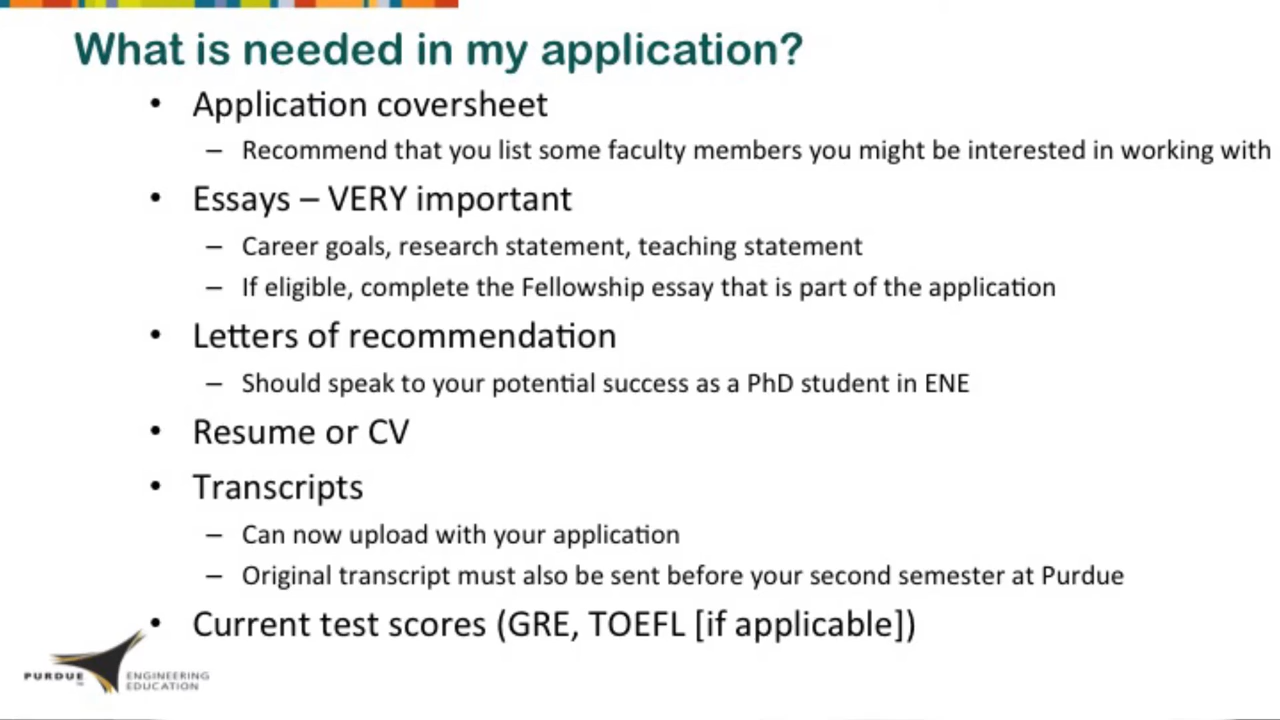 What is needed in my application?
• Application coversheet
– Recommend that you list some faculty members you might be interested in working with
• Essays – VERY important
– Career goals, research statement, teaching statement
– If eligible, complete the Fellowship essay that is part of the application
• Letters of recommendation
– Should speak to your potential success as a PhD student in ENE
• Resume or CV
• Transcripts
– Can now upload with your application
– Original transcript must also be sent before your second semester at Purdue
• Current test scores (GRE, TOEFL [if applicable])
PURDUE ENGINEERING
EDUCATION